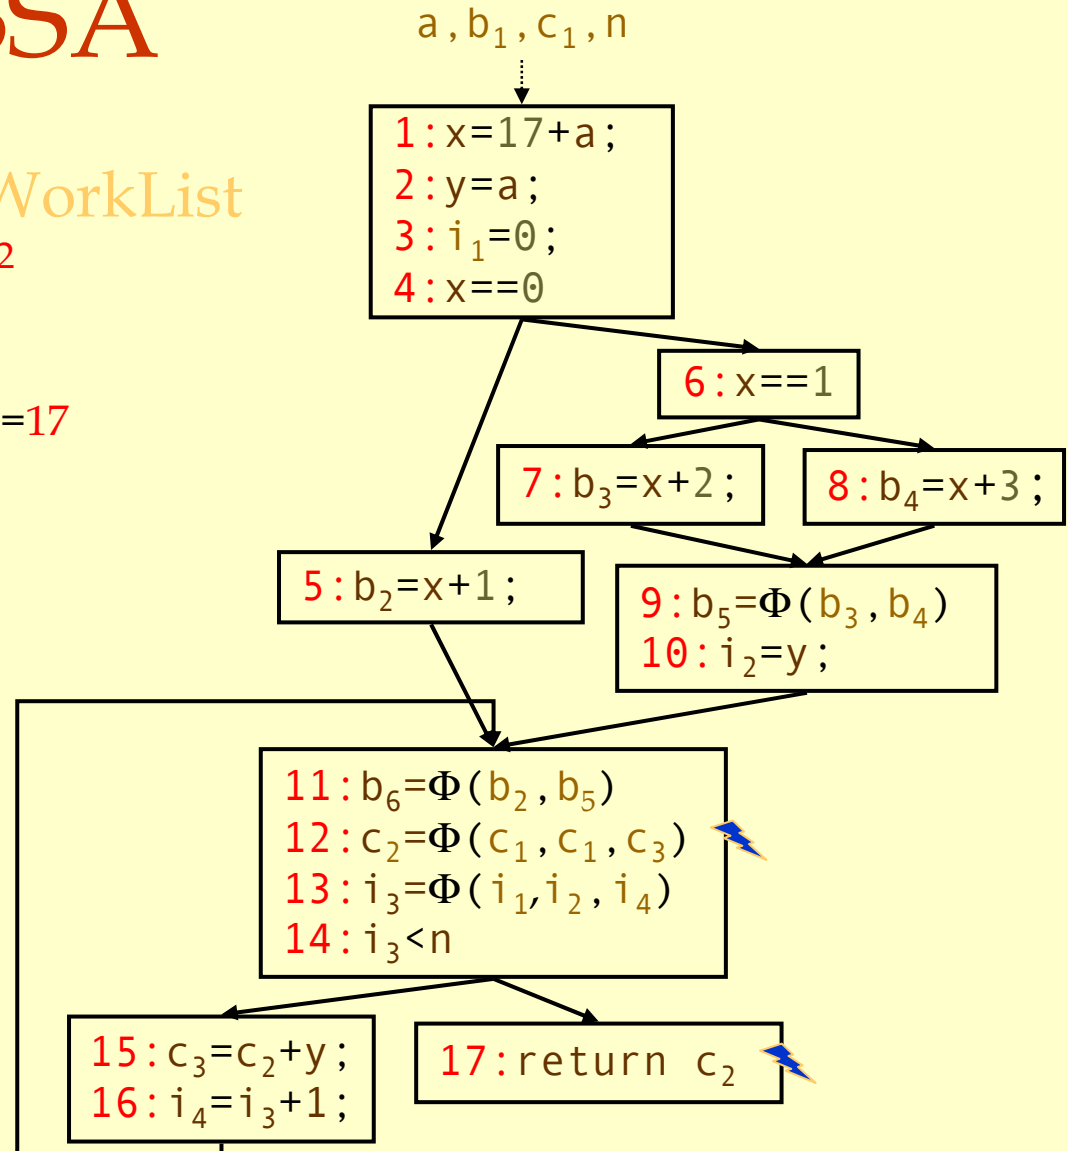 SSA
a,b₁,c₁,n
WorkList
2
=17
1:x=17+a;
2:y=a;
3:i₁=0;
4:x==0
6:x==1
7:b₃=x+2;
8:b₄=x+3;
5:b₂=x+1;
9:b₅=Φ(b₃,b₄)
10:i₂=y;
11:b₆=Φ(b₂,b₅)
12:c₂=Φ(c₁,c₁,c₃)
13:i₃=Φ(i₁,i₂,i₄)
14:i₃<n
15:c₃=c₂+y;
16:i₄=i₃+1;
17:return c₂